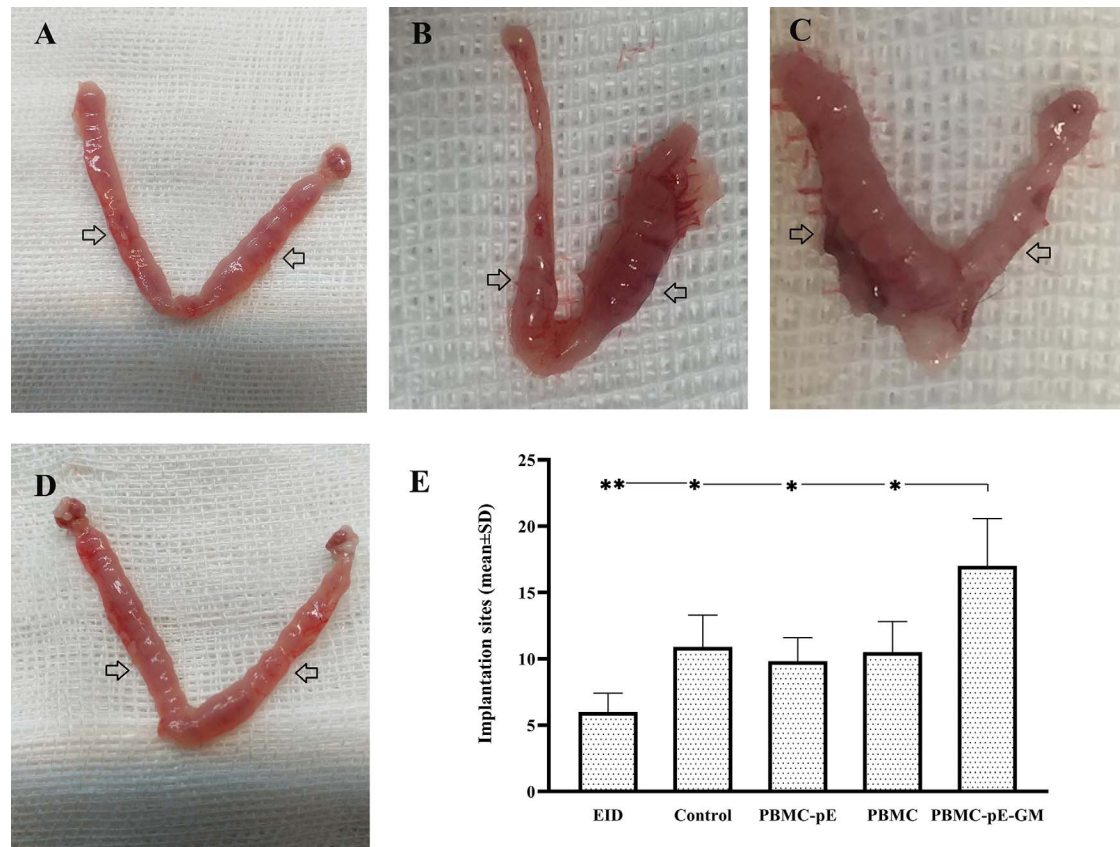 A
B
C
D
E
Implantation sites (mean±SD)
25
20
15
10
5
0
** * * *
EID Control PBMC-pE PBMC PBMC-pE-GM